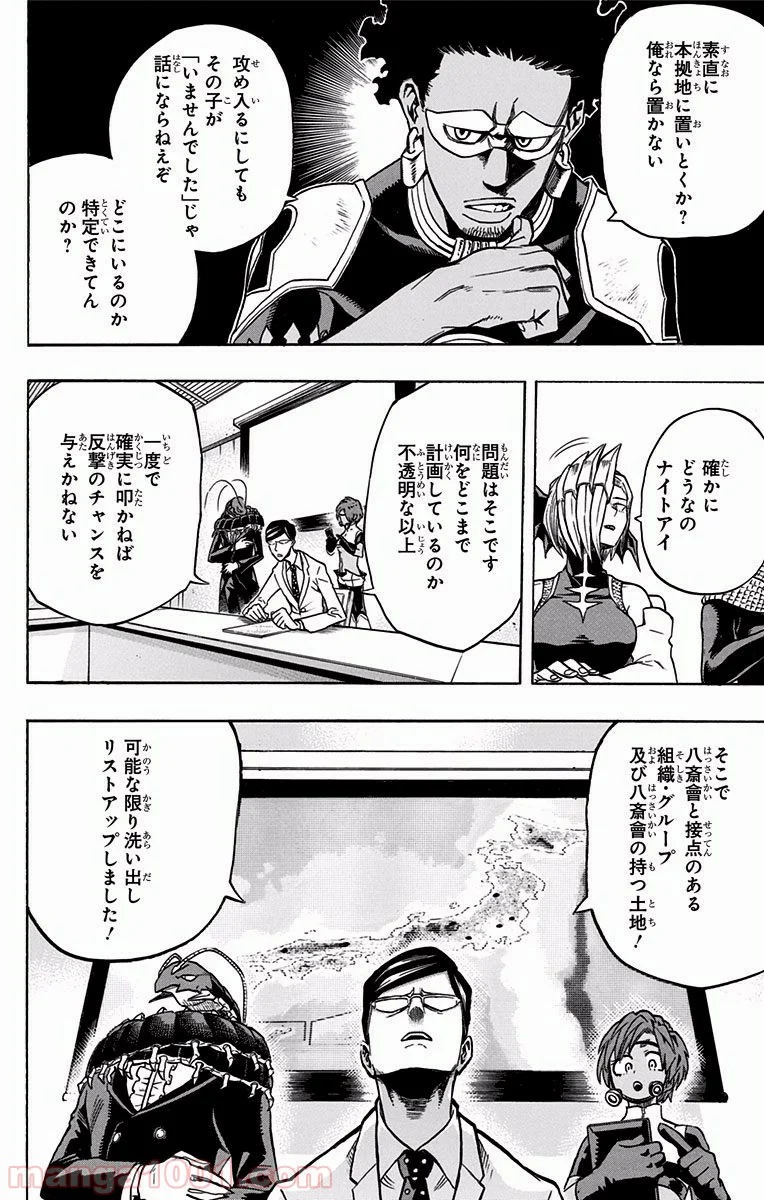 素直に
本拠地に置いとくか?
俺なら置かない
攻め入るにしても
その子が
「いませんでした」じゃ
話にならねえぞ
どこにいるのか
特定できてん
のか?
確かに
どうなの
ナイトアイ
問題はそこです
何をどこまで
計画しているのか
不透明な以上
一度で
確実に叩かねば
反撃のチャンスを
与えかねない
そこで
八斎會と接点のある
組織・グループ
及び八斎會の持つ土地!
可能な限り洗い出し
リストアップしました!
manga1001.com